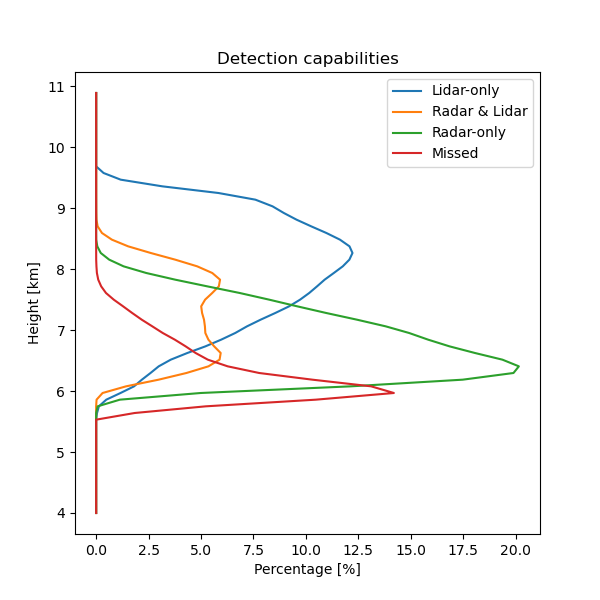 Detection capabilities
Lidar-only
Radar & Lidar
Radar-only
Missed
Height [km]
11
10
9
8
7
6
5
4
0.0 2.5 5.0 7.5 10.0 12.5 15.0 17.5 20.0
Percentage [%]